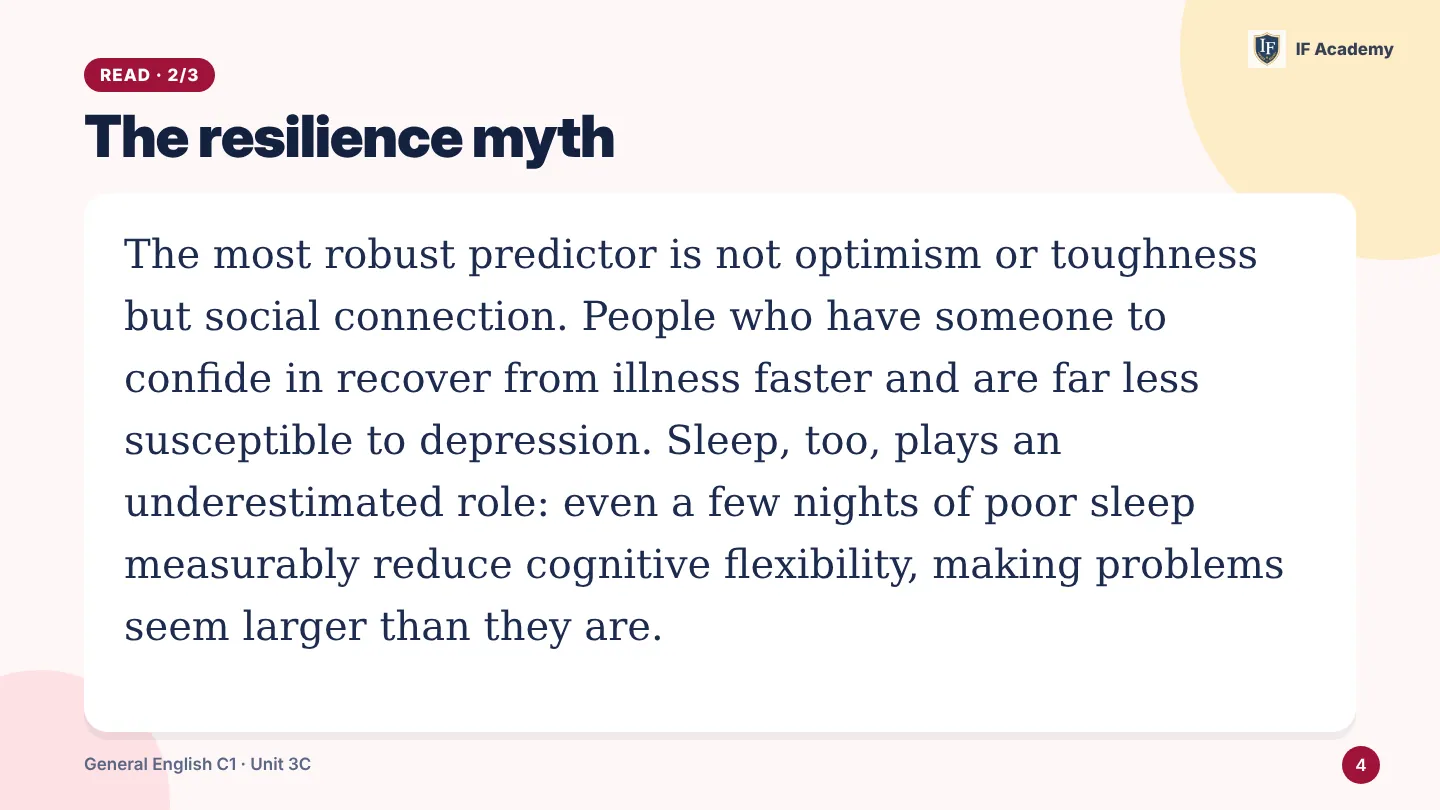 IF
IF Academy
READ · 2/3
The resilience myth
The most robust predictor is not optimism or toughness
but social connection. People who have someone to
confide in recover from illness faster and are far less
susceptible to depression. Sleep, too, plays an
underestimated role: even a few nights of poor sleep
measurably reduce cognitive flexibility, making problems
seem larger than they are.
General English C1 · Unit 3C
4